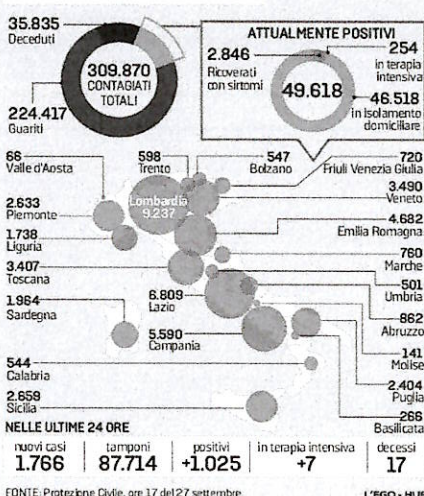 35.835
Deceduti
309.870
CONTAGIATI
TOTALI
224.417
Guariti
ATTUALMENTE POSITIVI
2.846
Ricoverati
con sintomi
254
in terapia
intensiva
49.618
46.518
in isolamento
domiciliare
66
Valle d'Aosta
598
Trento
547
Bolzano
720
Friuli Venezia Giulia
2.633
Piemonte
Lombardia
9.237
3.490
Veneto
1.738
Liguria
4.682
Emilia Romagna
3.407
Toscana
760
Marche
1.964
Sardegna
6.809
Lazio
501
Umbria
5.590
Campania
862
Abruzzo
544
Calabria
141
Molise
2.404
Puglia
2.659
Sicilia
266
Basilicata
NELLE ULTIME 24 ORE
nuovi casi
1.766
tamponi
87.714
positivi
+1.025
in terapia intensiva
+7
decessi
17
FONTE: Protezione Civile, ore 17 del 27 settembre
L'EGO - HUB